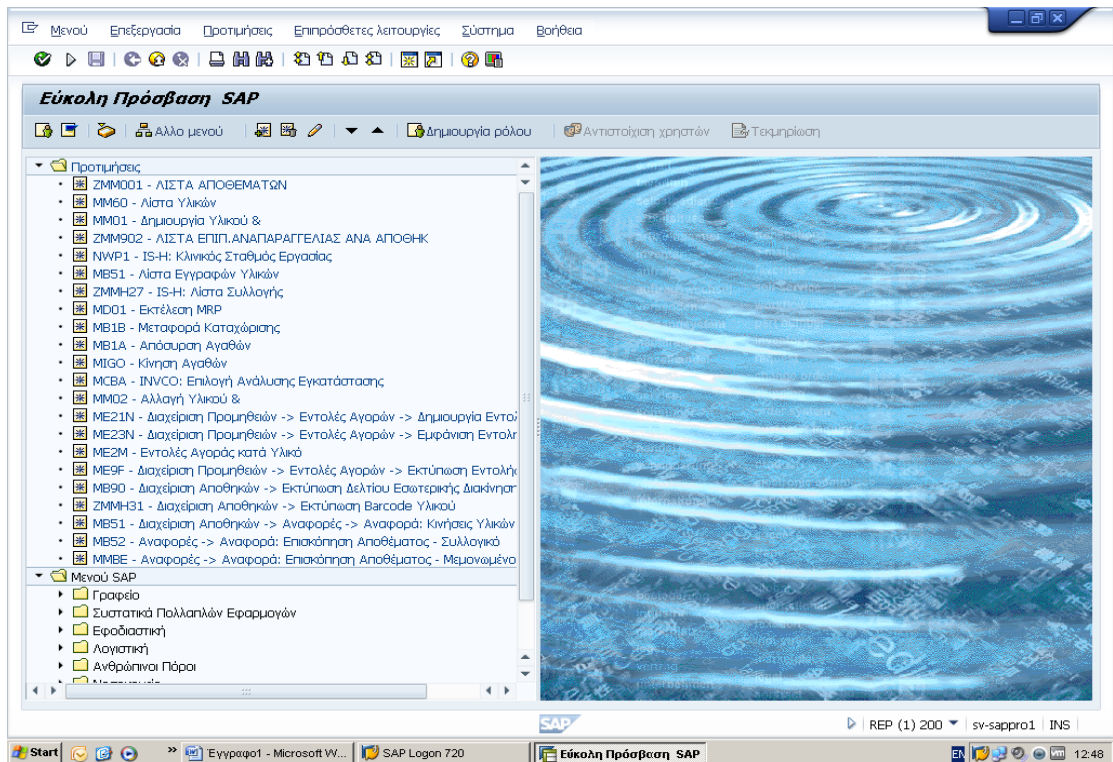 Μενού Επεξεργασία Προτιμήσεις Επιπρόσθετες λειτουργίες Σύστημα Βοήθεια
Εύκολη Πρόσβαση SAP
Αλλο μενού Δημιουργία ρόλου Αντιστοίχιση χρηστών Τεκμηρίωση
Προτιμήσεις
ZMM001 - ΛΙΣΤΑ ΑΠΟΘΕΜΑΤΩΝ
MM60 - Λίστα Υλικών
MM01 - Δημιουργία Υλικού &
ZMM902 - ΛΙΣΤΑ ΕΠΙΠ.ΑΝΑΠΑΡΑΓΓΕΛΙΑΣ ΑΝΑ ΑΠΟΘΗΚ
NWP1 - IS-H: Κλινικός Σταθμός Εργασίας
MB51 - Λίστα Εγγραφών Υλικών
ZMMH27 - IS-H: Λίστα Συλλογής
MD01 - Εκτέλεση MRP
MB1B - Μεταφορά Καταχώρισης
MB1A - Απόσυρση Αγαθών
MIGO - Κίνηση Αγαθών
MCBA - INVCO: Επιλογή Ανάλυσης Εγκατάστασης
MM02 - Αλλαγή Υλικού &
ME21N - Διαχείριση Προμηθειών -> Εντολές Αγορών -> Δημιουργία Εντολ
ME23N - Διαχείριση Προμηθειών -> Εντολές Αγορών -> Εμφάνιση Εντολ
ME2M - Εντολές Αγοράς κατά Υλικό
ME9F - Διαχείριση Προμηθειών -> Εντολές Αγορών -> Εκτύπωση Εντολή
MB90 - Διαχείριση Αποθηκών -> Εκτύπωση Δελτίου Εσωτερικής Διακίνησ
ZMMH31 - Διαχείριση Αποθηκών -> Εκτύπωση Barcode Υλικού
MB51 - Διαχείριση Αποθηκών -> Αναφορές -> Αναφορά: Κινήσεις Υλικών
MB52 - Αναφορές -> Αναφορά: Επισκόπηση Αποθέματος - Συλλογικό
MMBE - Αναφορές -> Αναφορά: Επισκόπηση Αποθέματος - Μεμονωμένο
Μενού SAP
Γραφείο
Συστατικά Πολλαπλών Εφαρμογών
Εφοδιαστική
Λογιστική
Ανθρώπινοι Πόροι
SAP REP (1) 200 sv-sappro1 INS
Start » Έγγραφο1 - Microsoft W... SAP Logon 720 Εύκολη Πρόσβαση SAP EN 12:48